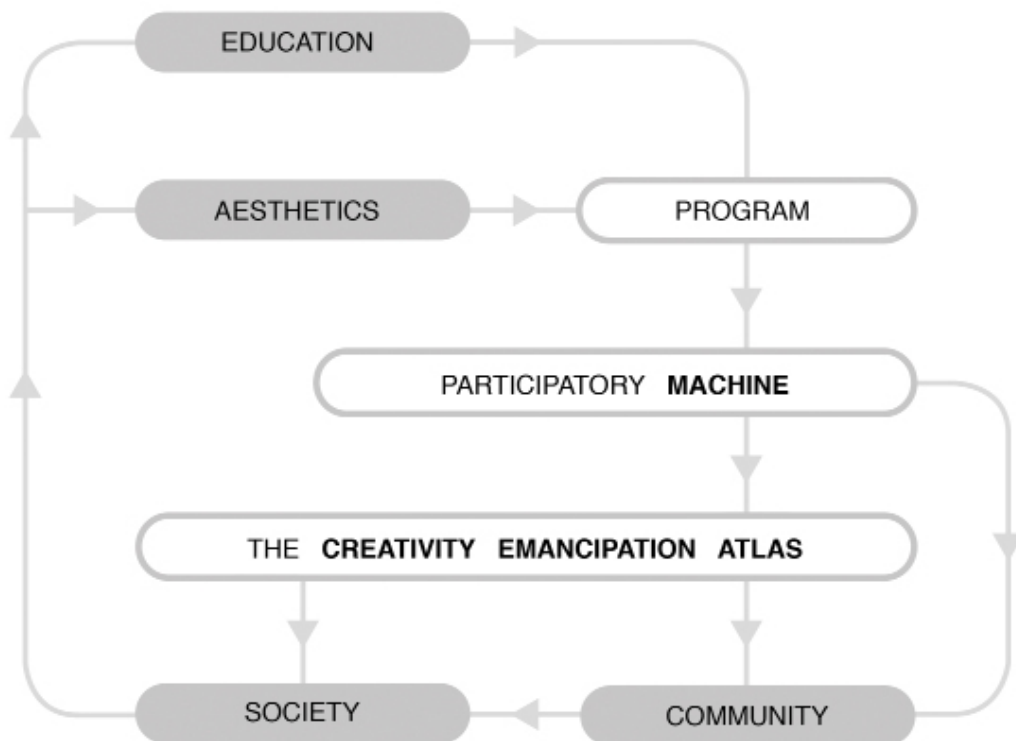 EDUCATION
AESTHETICS
PROGRAM
PARTICIPATORY MACHINE
THE CREATIVITY EMANCIPATION ATLAS
SOCIETY
COMMUNITY